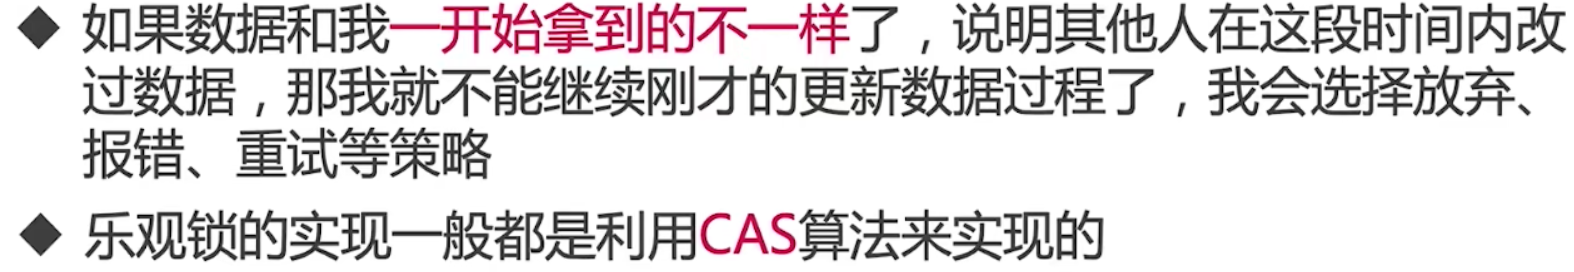 ◆ 如果数据和我一开始拿到的不一样了，说明其他人在这段时间内改
过数据，那我就不能继续刚才的更新数据过程了，我会选择放弃、
报错、重试等策略
◆ 乐观锁的实现一般都是利用CAS算法来实现的